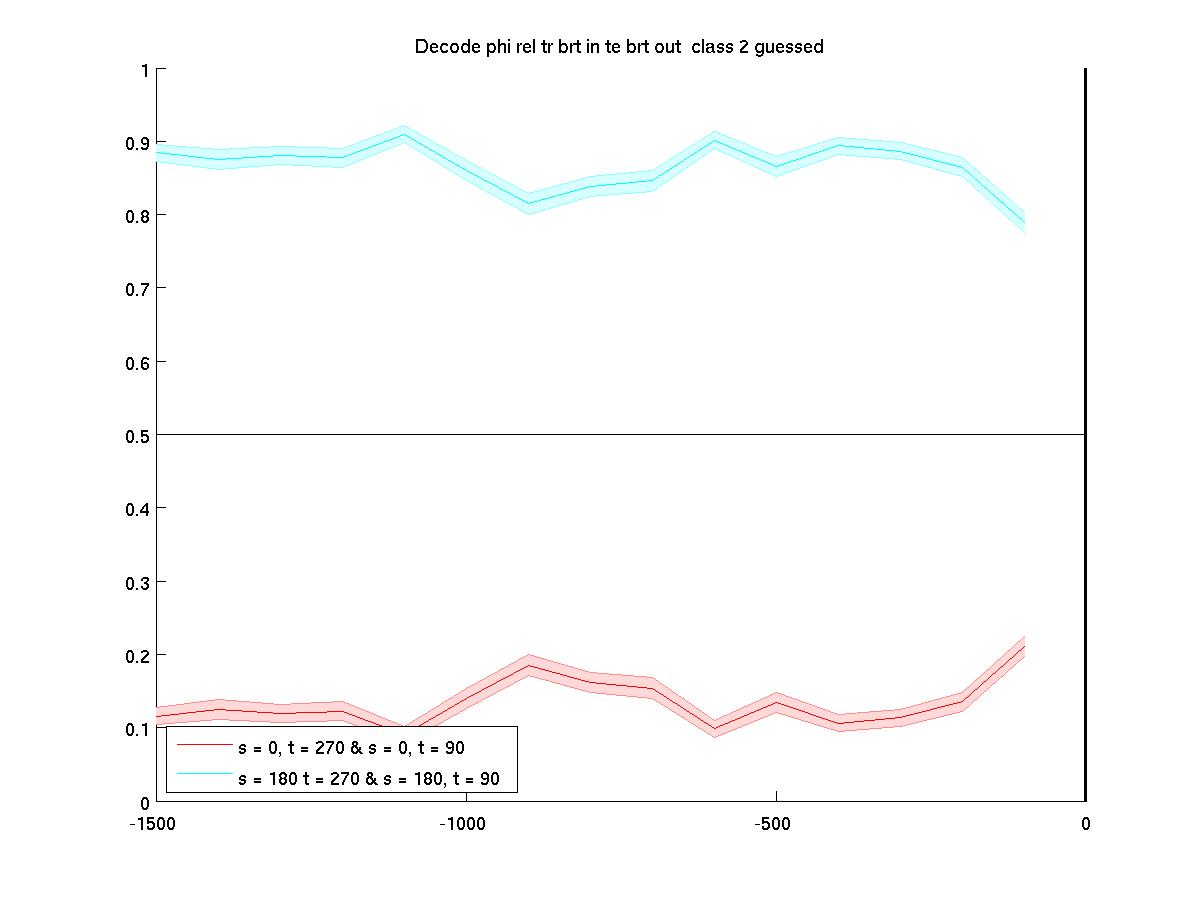 Decode phi rel tr brt in te brt out  class 2 guessed
1
0.9
0.8
0.7
0.6
0.5
0.4
0.3
0.2
0.1
0
s = 0, t = 270 & s = 0, t = 90
s = 180 t = 270 & s = 180, t = 90
-1500 -1000 -500 0